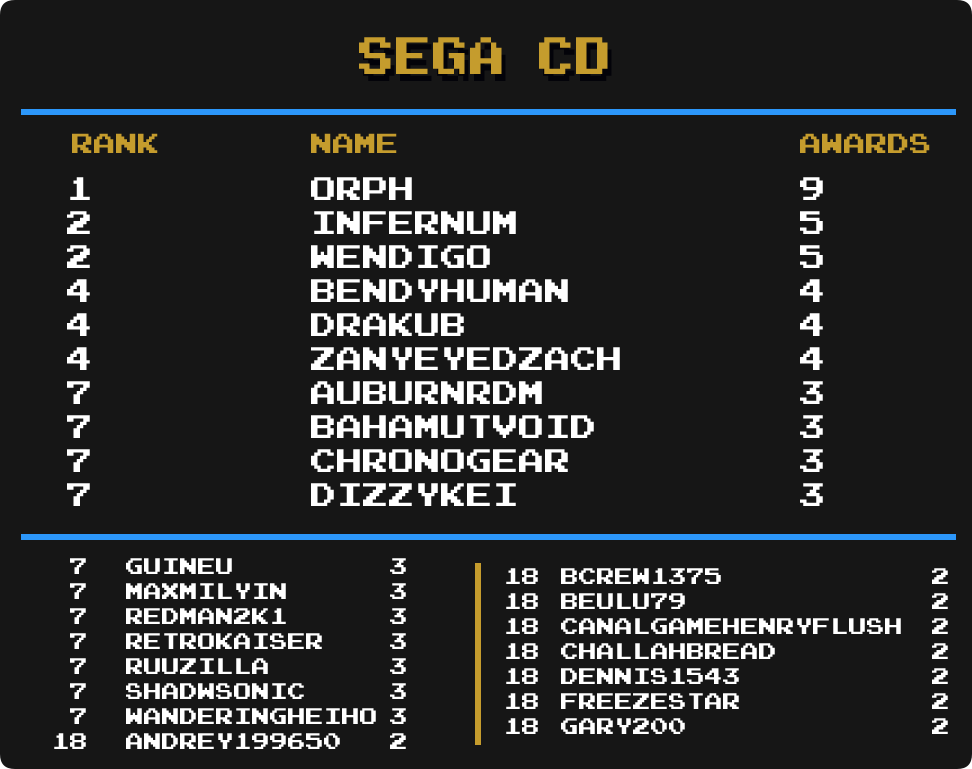 SEGA CD
RANK NAME AWARDS
1 ORPH 9
2 INFERNUM 5
2 WENDIGO 5
4 BENDYHUMAN 4
4 DRAKUB 4
4 ZANYEYEDZACH 4
7 AUBURNRDM 3
7 BAHAMUTVOID 3
7 CHRONOGEAR 3
7 DIZZYKEI 3
7 GUINEU 3
7 MAXMILYIN 3
7 REDMAN2K1 3
7 RETROKAISER 3
7 RUUZILLA 3
7 SHADWSONIC 3
7 WANDERINGHEIHO 3
18 ANDREY199650 2
18 BCREW1375 2
18 BEULU79 2
18 CANALGAMEHENRYFLUSH 2
18 CHALLAHBREAD 2
18 DENNIS1543 2
18 FREEZESTAR 2
18 GARY200 2